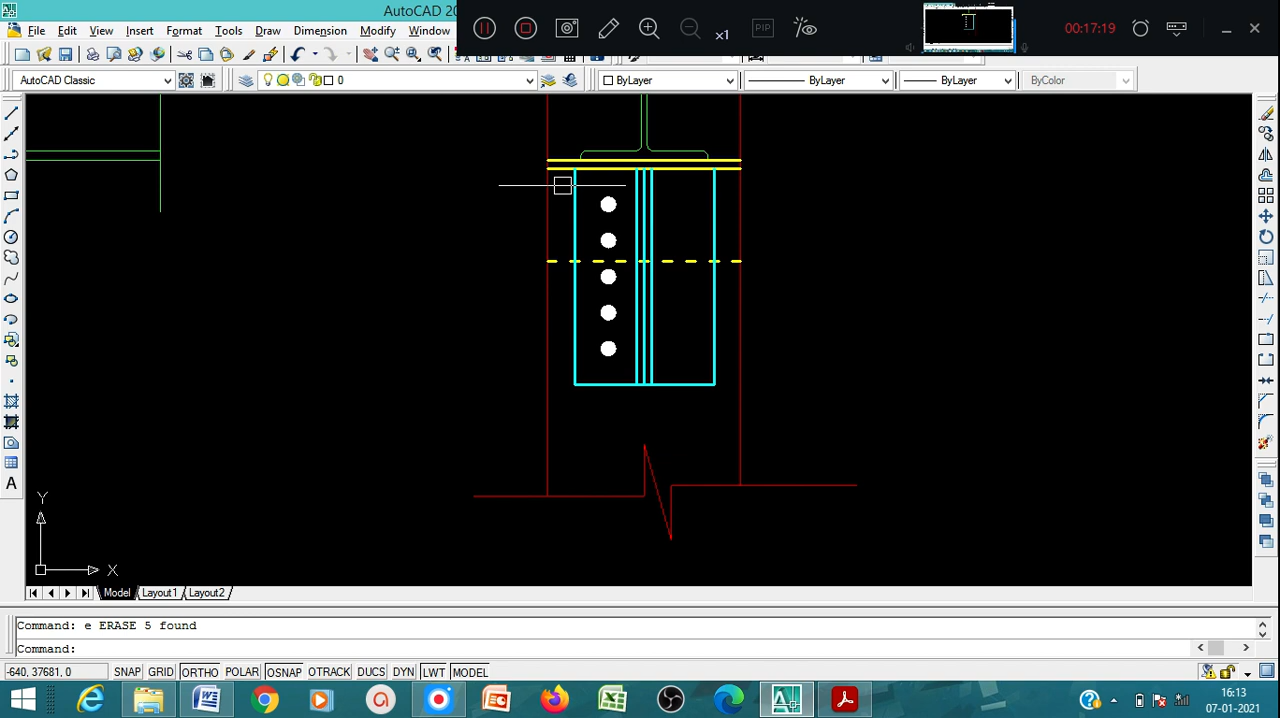 AutoCAD 20
File Edit View Insert Format Tools Draw Dimension Modify Window
x1 PIP 00:17:19
AutoCAD Classic 0 ByLayer ByLayer ByLayer ByColor
Y
X
Model Layout1 Layout2
Command: e ERASE 5 found
Command:
-640, 37681, 0 SNAP GRID ORTHO POLAR OSNAP OTRACK DUCS DYN LWT MODEL
16:13
07-01-2021